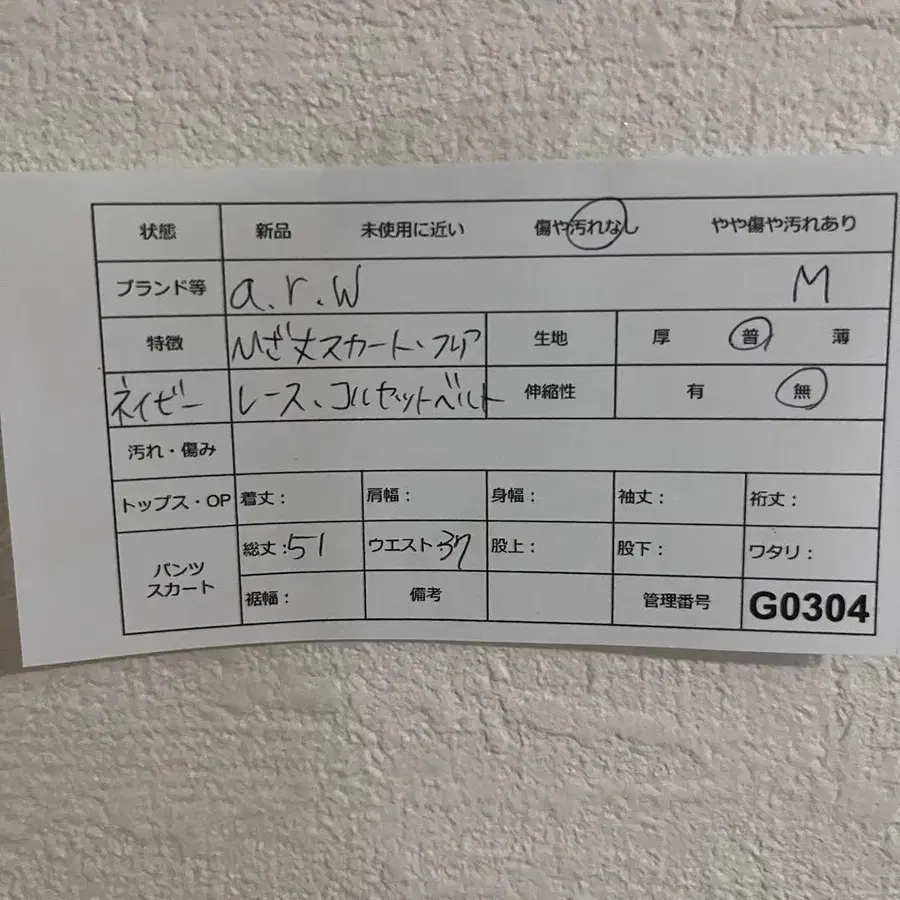 状態 新品 未使用に近い 傷や汚れなし やや傷や汚れあり
ブランド等 a.r.w M
特徴 ひざ丈スカート、フレア 生地 厚 普 薄
ネイビー レース、コルセットベルト 伸縮性 有 無
汚れ・傷み
トップス・OP 着丈： 肩幅： 身幅： 袖丈： 裄丈：
パンツ スカート 総丈：51 ウエスト：37 股上： 股下： ワタリ：
裾幅： 備考 管理番号 G0304